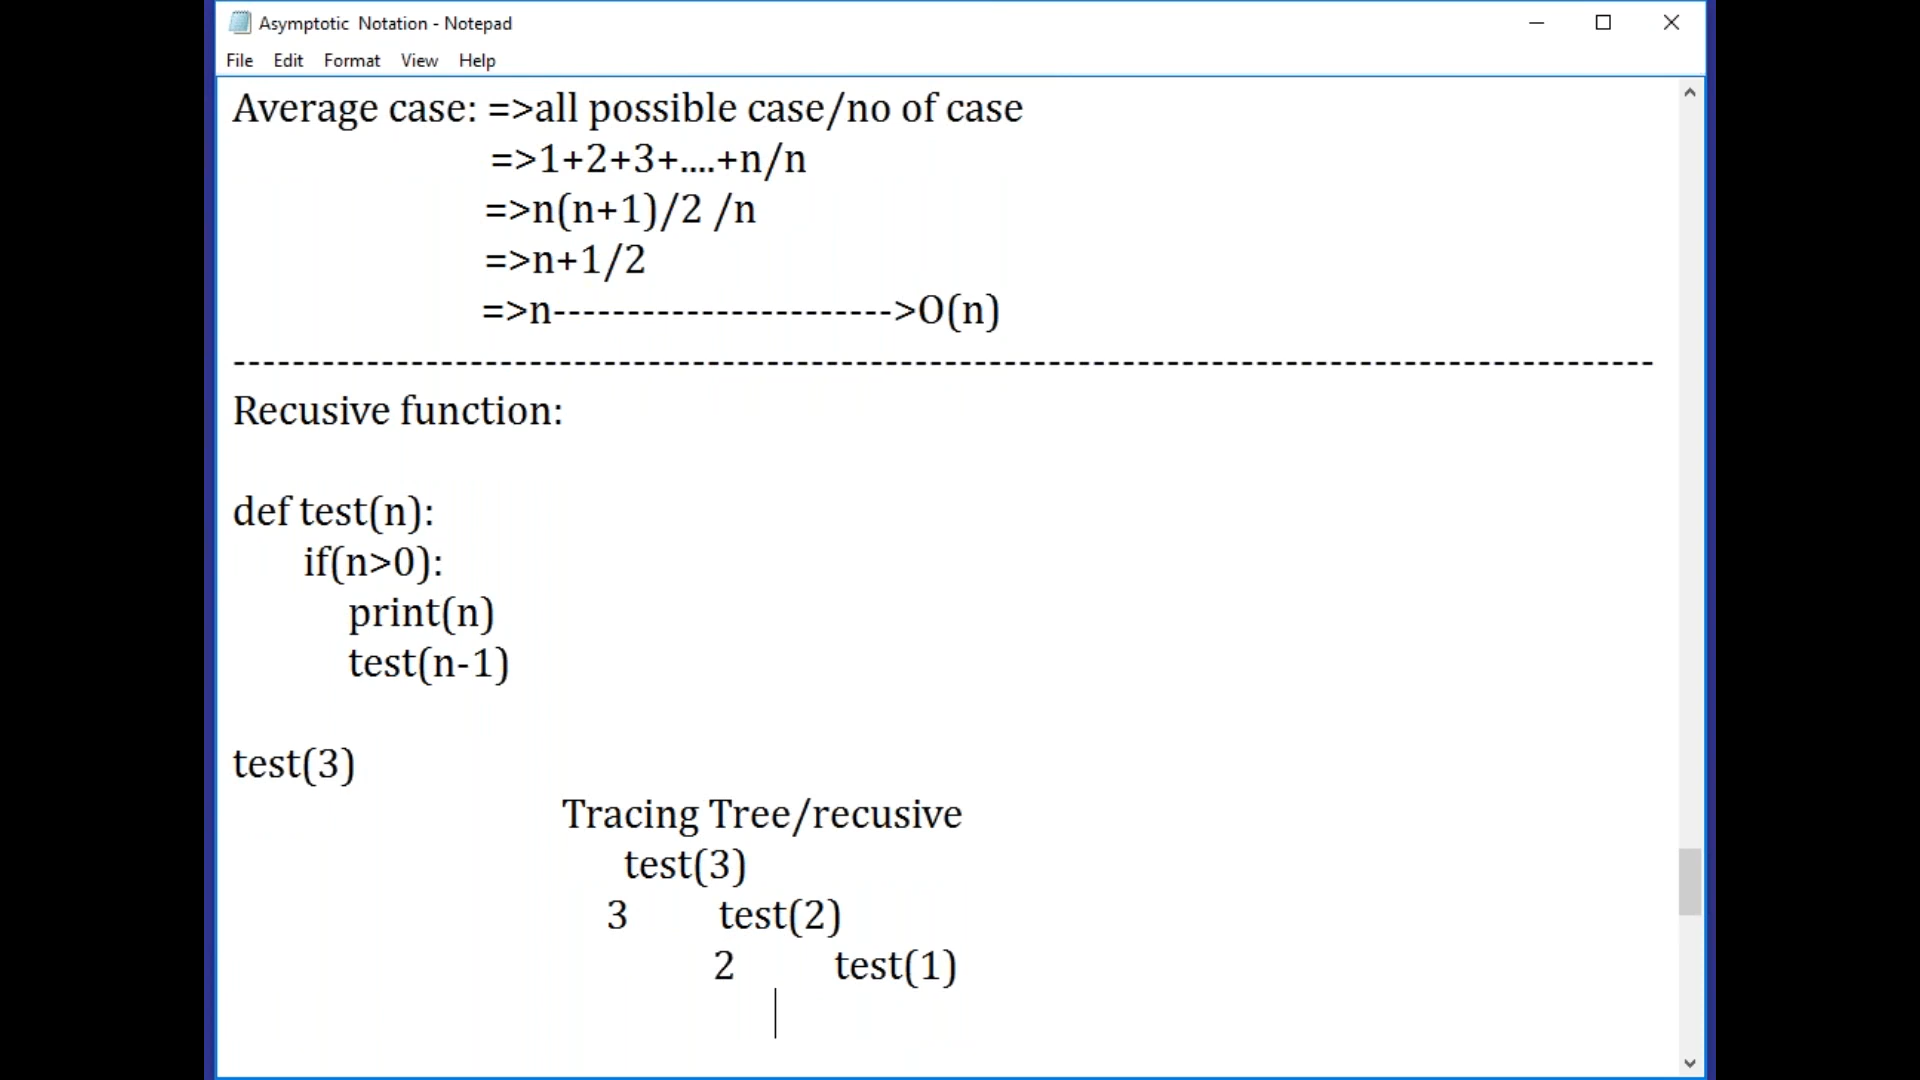 Asymptotic  Notation - Notepad
File Edit Format View Help
Average case: =>all possible case/no of case
=>1+2+3+....+n/n
=>n(n+1)/2 /n
=>n+1/2
=>n----------------------->O(n)
------------------------------------------------------------------------------------------------
Recusive function:
def test(n):
if(n>0):
print(n)
test(n-1)
test(3)
Tracing Tree/recusive
test(3)
3 test(2)
2 test(1)